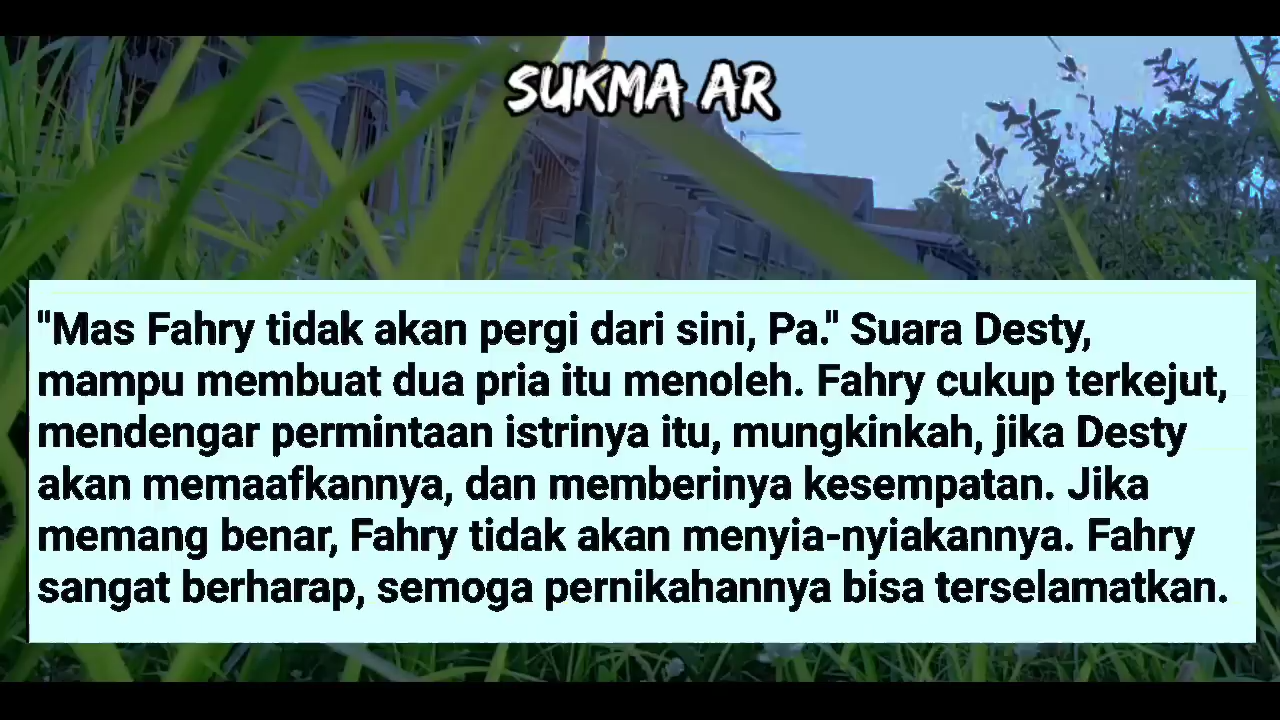 SUKMA AR
"Mas Fahry tidak akan pergi dari sini, Pa." Suara Desty,
mampu membuat dua pria itu menoleh. Fahry cukup terkejut,
mendengar permintaan istrinya itu, mungkinkah, jika Desty
akan memaafkannya, dan memberinya kesempatan. Jika
memang benar, Fahry tidak akan menyia-nyiakannya. Fahry
sangat berharap, semoga pernikahannya bisa terselamatkan.